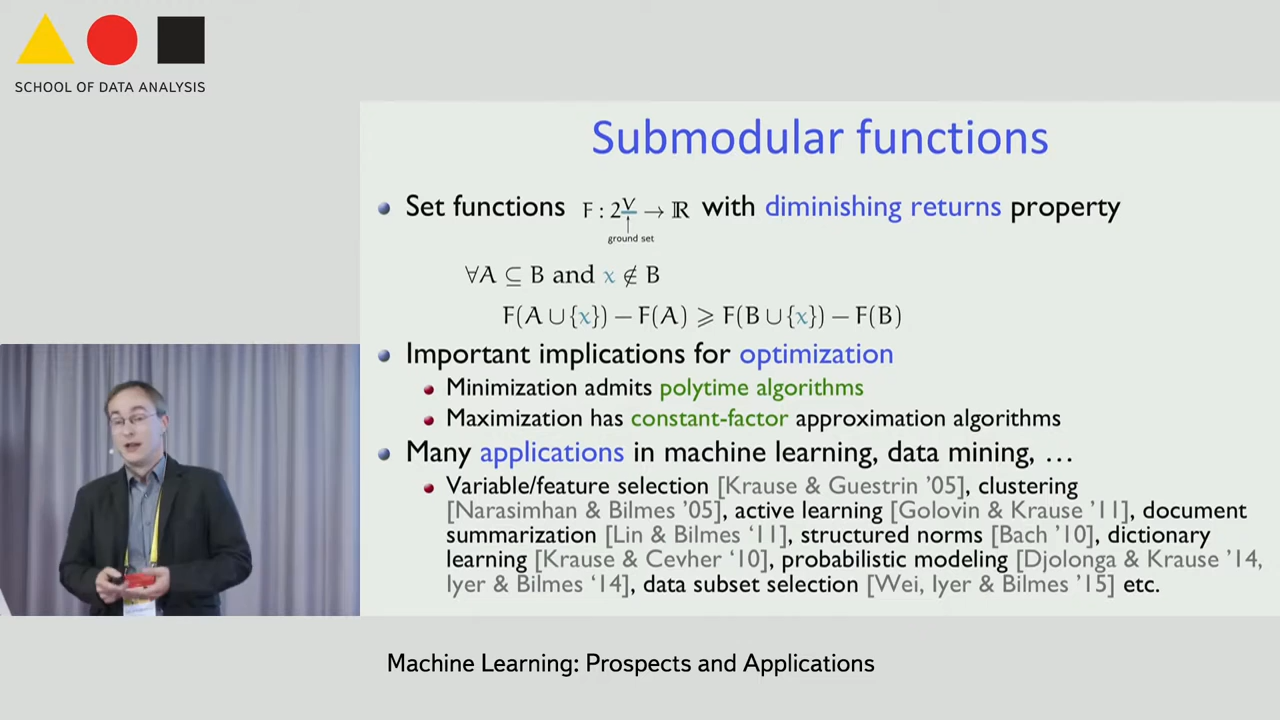 SCHOOL OF DATA ANALYSIS
Submodular functions
Set functions F : 2^V → ℝ with diminishing returns property
ground set
∀A ⊆ B and x ∉ B
F(A ∪ {x}) − F(A) ⩾ F(B ∪ {x}) − F(B)
Important implications for optimization
Minimization admits polytime algorithms
Maximization has constant-factor approximation algorithms
Many applications in machine learning, data mining, …
Variable/feature selection [Krause & Guestrin '05], clustering
[Narasimhan & Bilmes '05], active learning [Golovin & Krause '11], document
summarization [Lin & Bilmes '11], structured norms [Bach '10], dictionary
learning [Krause & Cevher '10], probabilistic modeling [Djolonga & Krause '14,
Iyer & Bilmes '14], data subset selection [Wei, Iyer & Bilmes '15] etc.
Machine Learning: Prospects and Applications